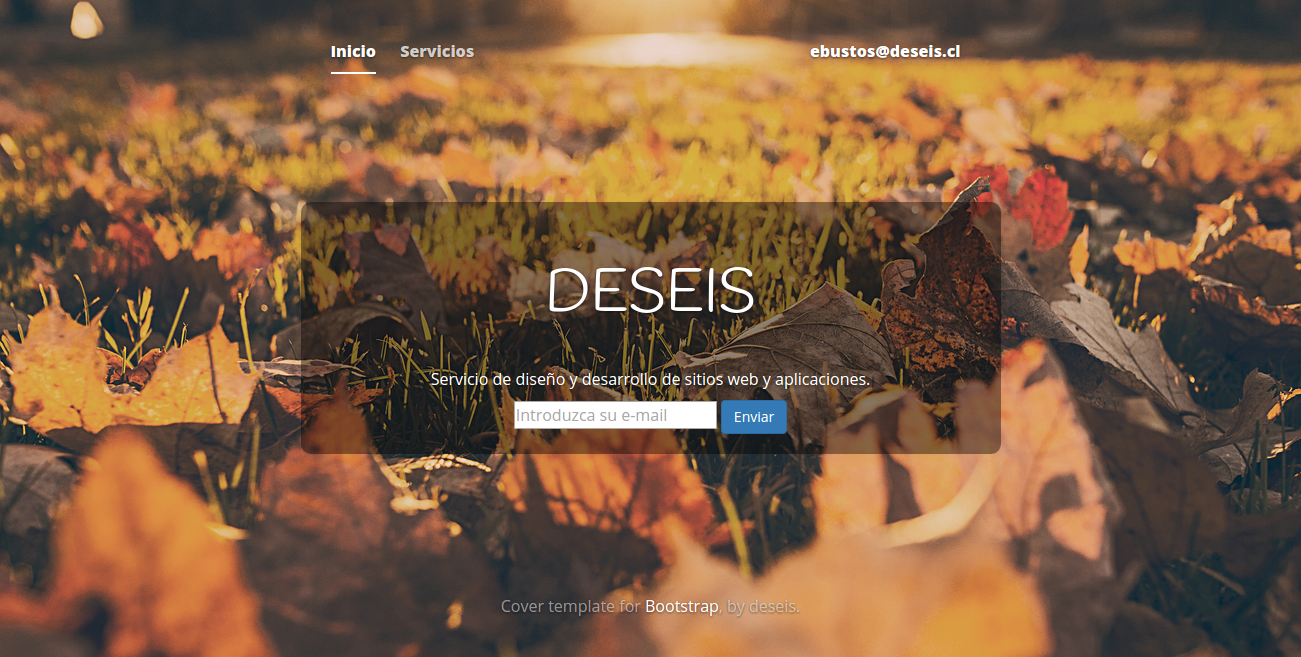 Inicio Servicios ebustos@deseis.cl
DESEIS
Servicio de diseño y desarrollo de sitios web y aplicaciones.
Introduzca su e-mail Enviar
Cover template for Bootstrap, by deseis.